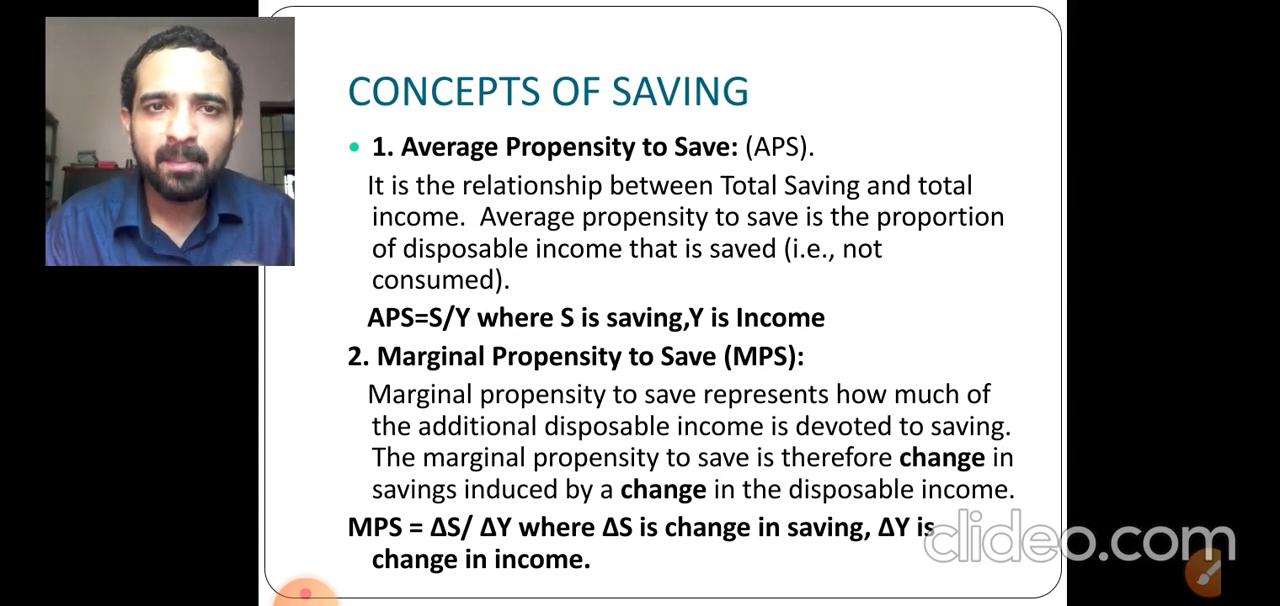 CONCEPTS OF SAVING
• 1. Average Propensity to Save: (APS).
It is the relationship between Total Saving and total
income. Average propensity to save is the proportion
of disposable income that is saved (i.e., not
consumed).
APS=S/Y where S is saving,Y is Income
2. Marginal Propensity to Save (MPS):
Marginal propensity to save represents how much of
the additional disposable income is devoted to saving.
The marginal propensity to save is therefore change in
savings induced by a change in the disposable income.
MPS = ΔS/ ΔY where ΔS is change in saving, ΔY is
change in income.
clideo.com